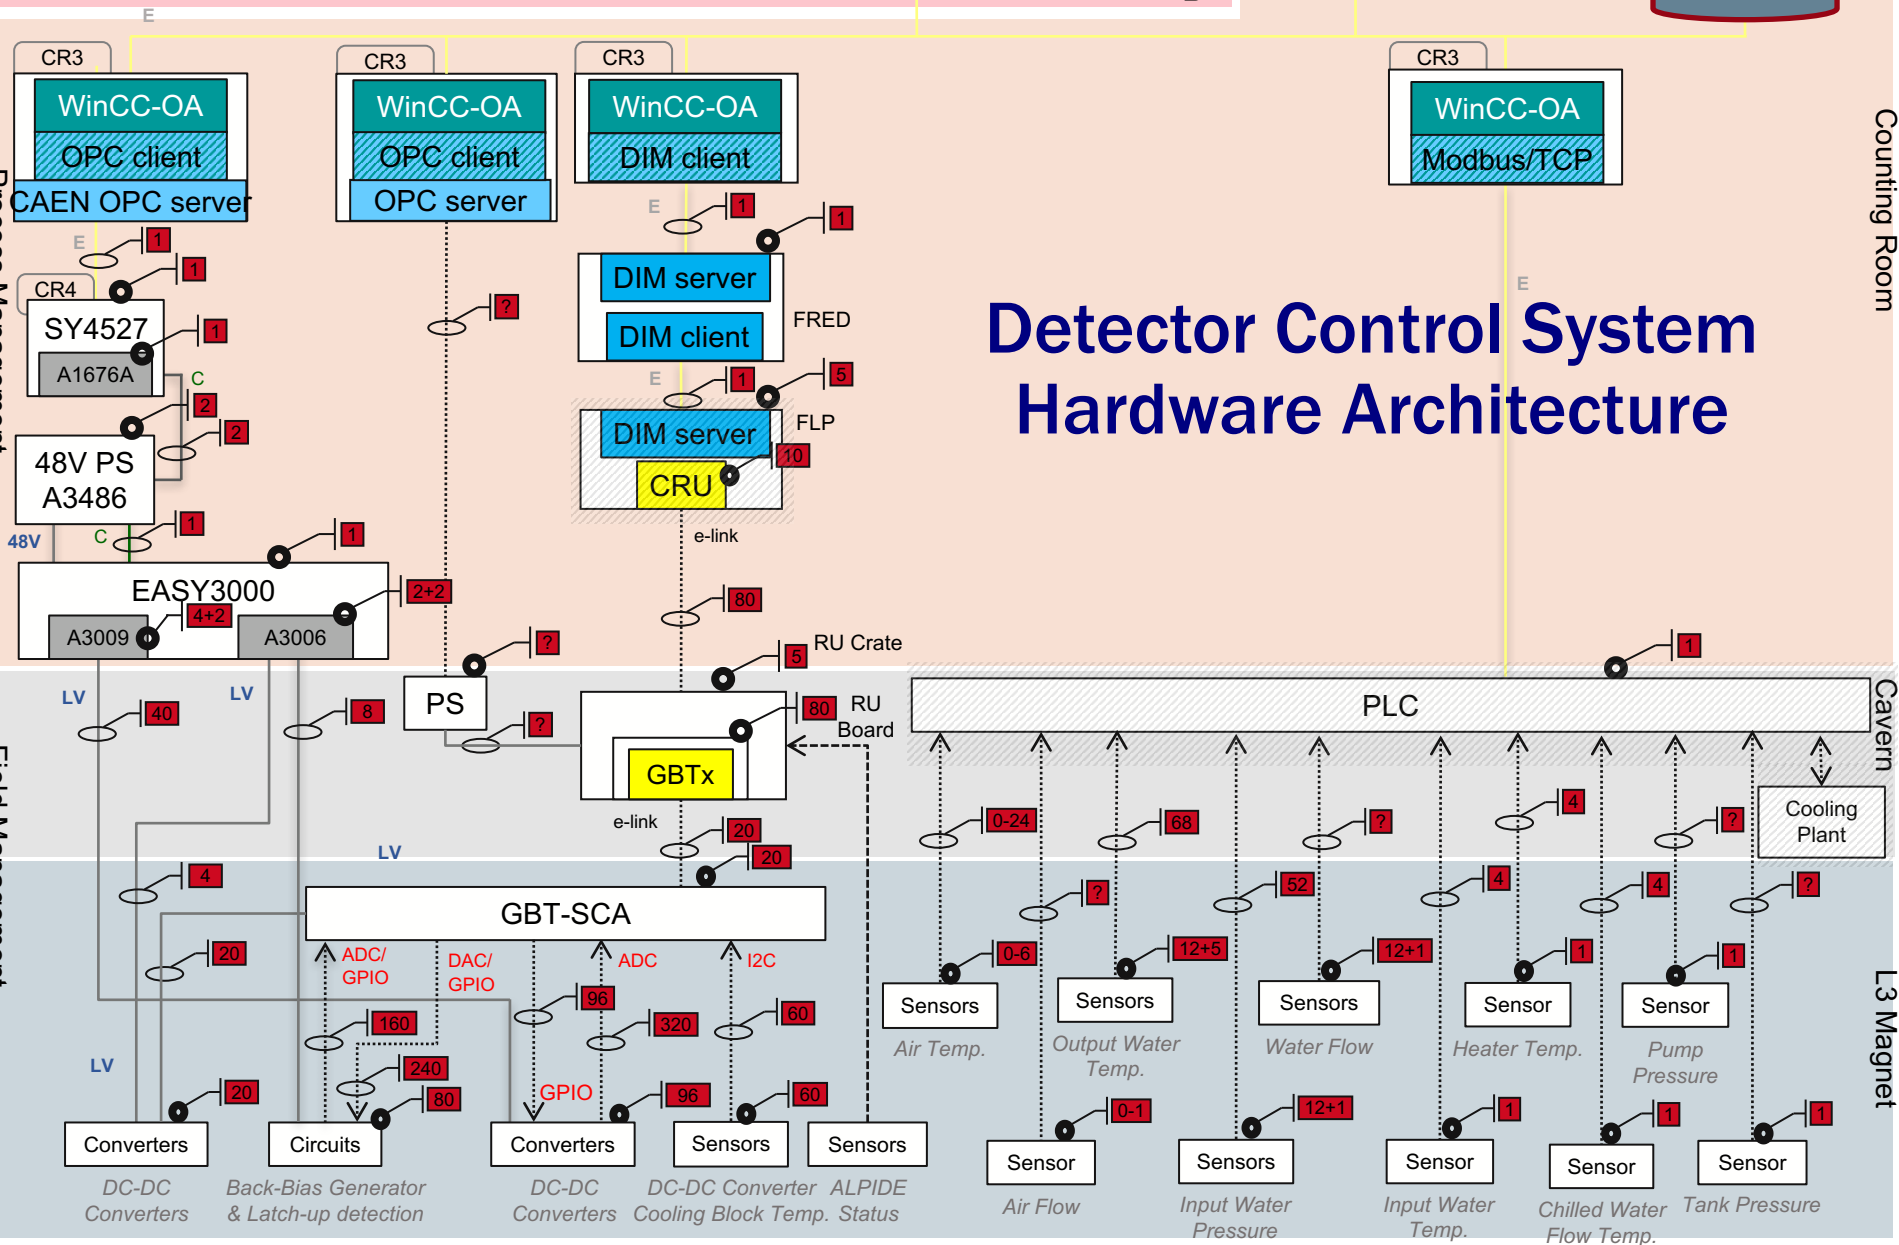 E
CR3
WinCC-OA
OPC client
CAEN OPC server
CR3
WinCC-OA
OPC client
OPC server
CR3
WinCC-OA
DIM client
CR3
WinCC-OA
Modbus/TCP
Counting Room
E
1
1
CR4
SY4527
A1676A
1
C
2
2
48V PS
A3486
48V
C
1
1
EASY3000
A3009
4+2
A3006
2+2
?
E
1
1
DIM server
DIM client
FRED
E
1
5
DIM server
FLP
CRU
10
e-link
80
E
Detector Control System
Hardware Architecture
LV
40
LV
8
?
PS
?
5
RU Crate
80
RU
Board
GBTx
e-link
20
20
1
PLC
Cavern
Cooling
Plant
0-24
68
?
4
?
?
52
4
4
?
LV
4
20
GBT-SCA
ADC/
GPIO
DAC/
GPIO
ADC
I2C
96
160
320
60
240
GPIO
LV
20
80
96
60
Converters
Circuits
Converters
Sensors
Sensors
DC-DC
Converters
Back-Bias Generator
& Latch-up detection
DC-DC
Converters
DC-DC Converter
Cooling Block Temp.
ALPIDE
Status
0-6
12+5
12+1
1
1
Sensors
Sensors
Sensors
Sensor
Sensor
Air Temp.
Output Water
Temp.
Water Flow
Heater Temp.
Pump
Pressure
L3 Magnet
0-1
12+1
1
1
1
Sensor
Sensors
Sensor
Sensor
Sensor
Air Flow
Input Water
Pressure
Input Water
Temp.
Chilled Water
Flow Temp.
Tank Pressure